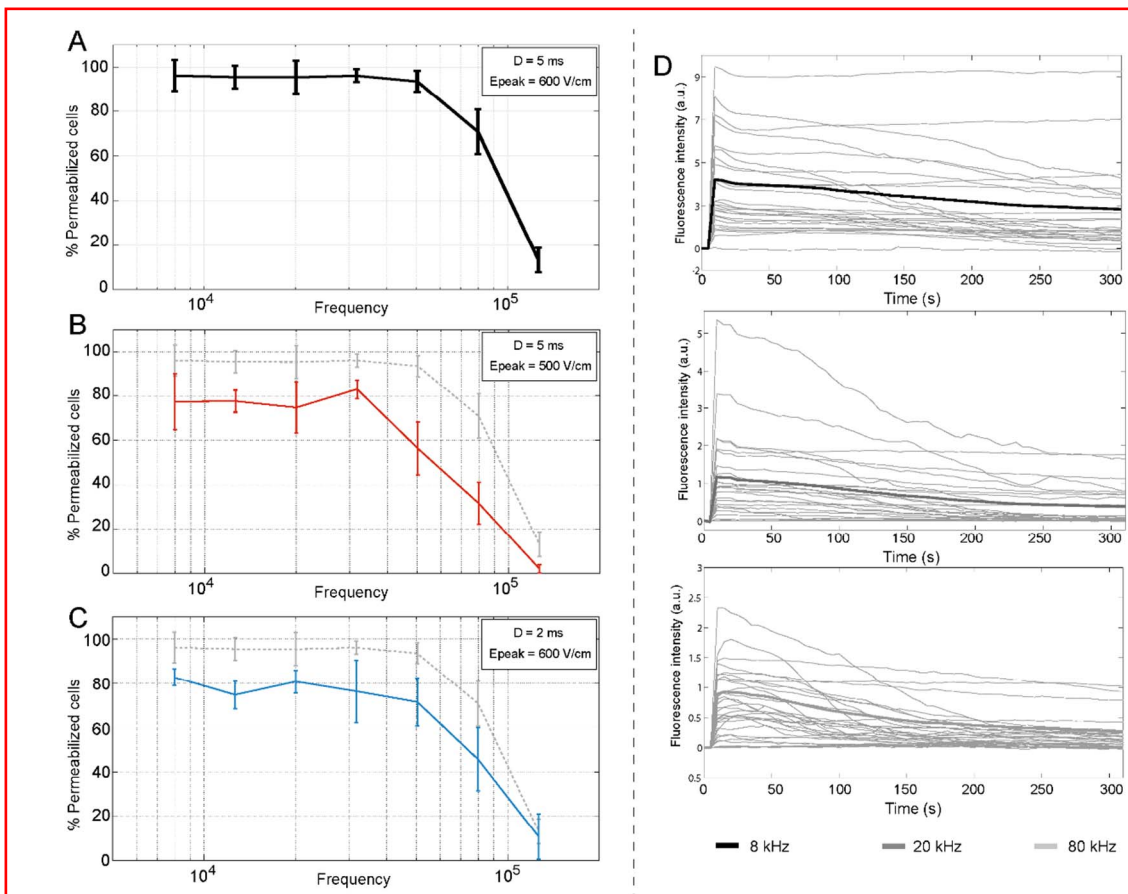 A
% Permeabilized cells
100
80
60
40
20
0
10⁴
10⁵
Frequency
D = 5 ms
Epeak = 600 V/cm
B
% Permeabilized cells
100
80
60
40
20
0
10⁴
10⁵
Frequency
D = 5 ms
Epeak = 500 V/cm
C
% Permeabilized cells
100
80
60
40
20
0
10⁴
10⁵
Frequency
D = 2 ms
Epeak = 600 V/cm
D
Fluorescence intensity (a.u.)
9
7
5
3
1
0
-2
0 50 100 150 200 250 300
Time (s)
Fluorescence intensity (a.u.)
5
4
3
2
1
0
0 50 100 150 200 250 300
Time (s)
Fluorescence intensity (a.u.)
3
2.5
2
1.5
1
0.5
0
0.5
0 50 100 150 200 250 300
Time (s)
8 kHz 20 kHz 80 kHz